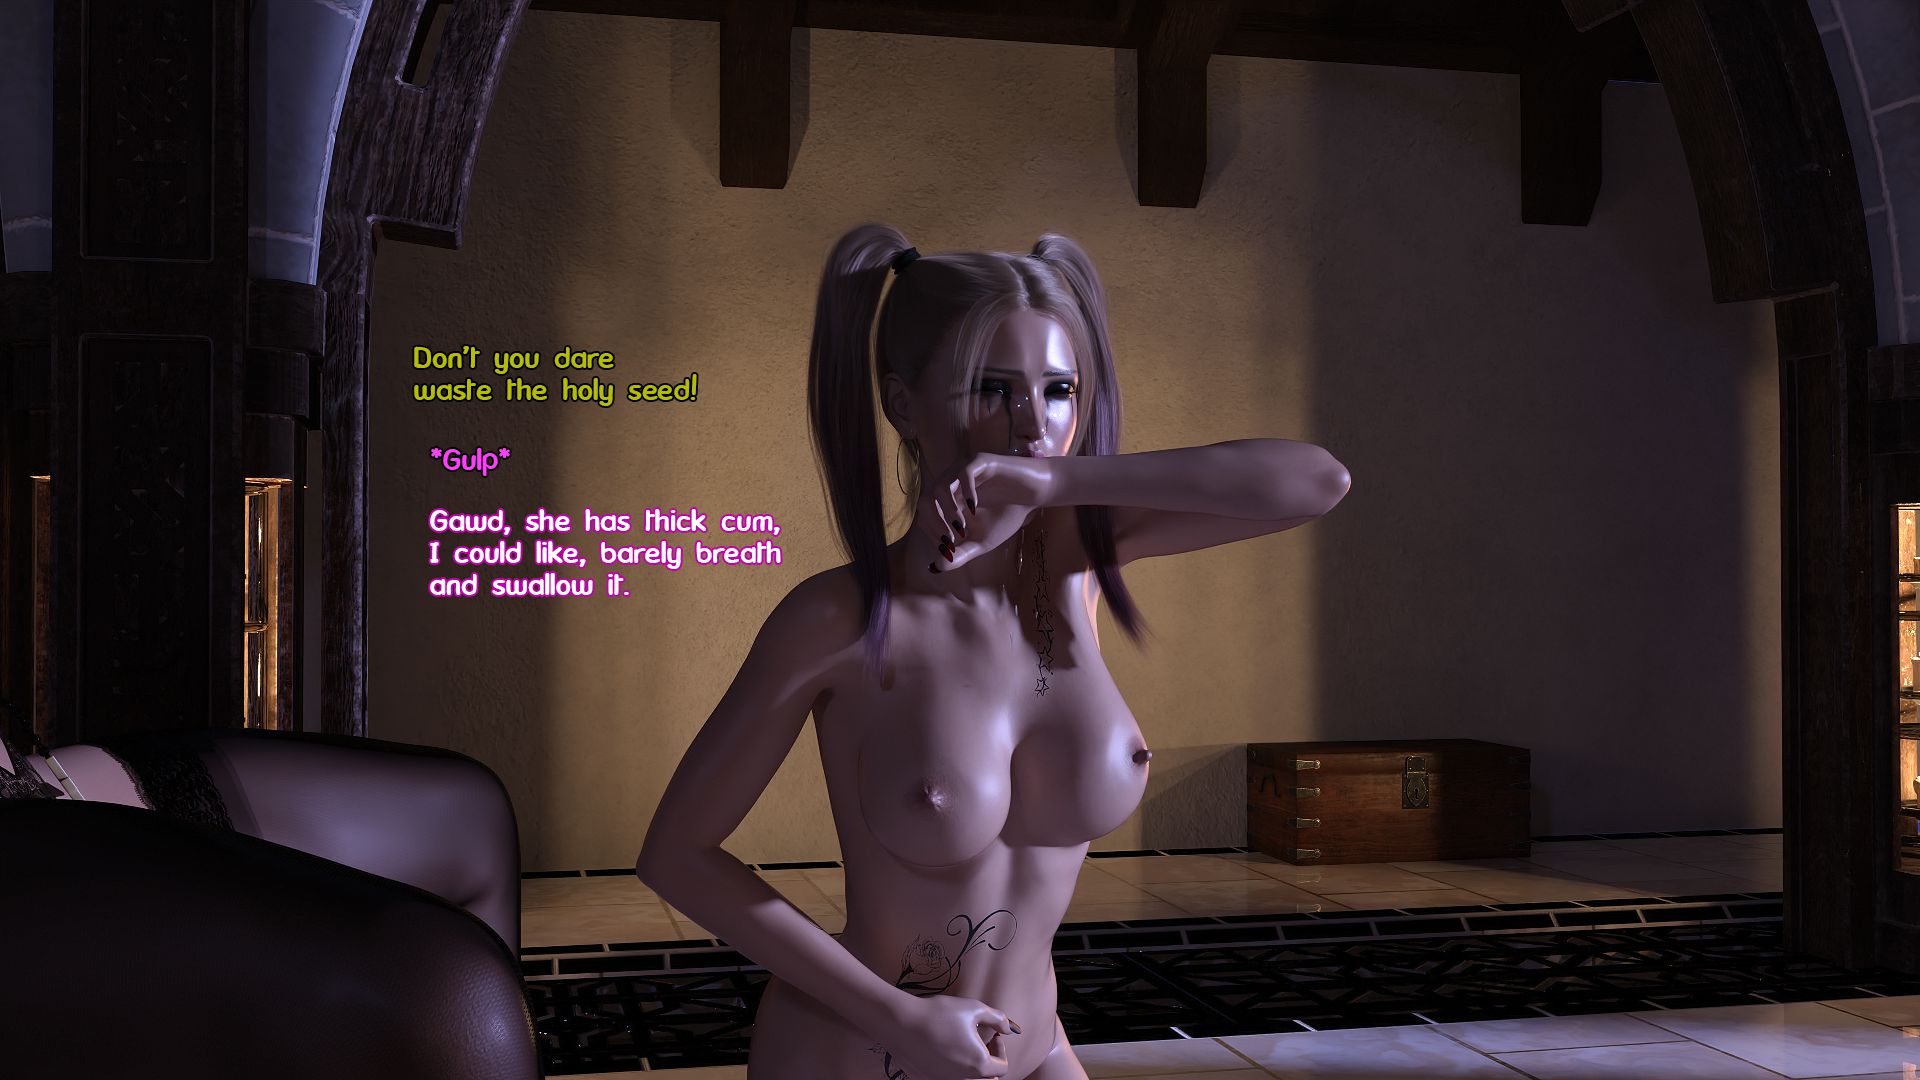 Don't you dare
waste the holy seed!
*Gulp*
Gawd, she has thick cum,
I could like, barely breath
and swallow it.